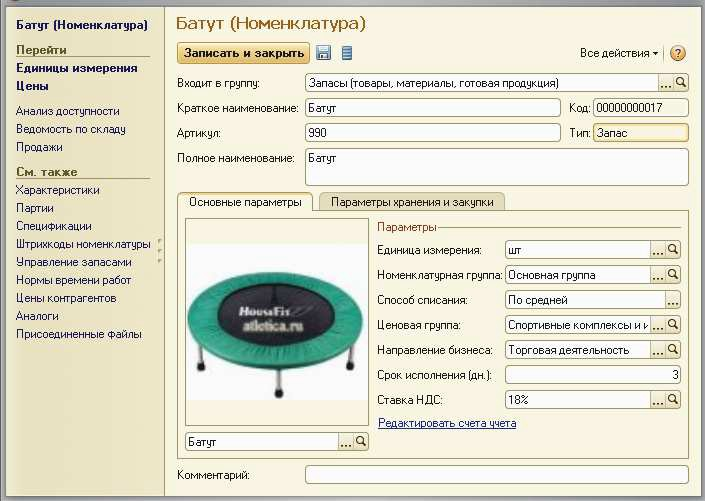 Батут (Номенклатура)
Перейти
Единицы измерения
Цены
Анализ доступности
Ведомость по складу
Продажи
См. также
Характеристики
Партии
Спецификации
Штрихкоды номенклатуры
Управление запасами
Нормы времени работ
Цены контрагентов
Аналоги
Присоединенные файлы
Батут (Номенклатура)
Записать и закрыть
Все действия
?
Входит в группу: Запасы (товары, материалы, готовая продукция) ...
Краткое наименование: Батут Код: 00000000017
Артикул: 990 Тип: Запас
Полное наименование: Батут
Основные параметры Параметры хранения и закупки
HouseFit
atletica.ru
Батут ...
Параметры
Единица измерения: шт ...
Номенклатурная группа: Основная группа ...
Способ списания: По средней ...
Ценовая группа: Спортивные комплексы и и ...
Направление бизнеса: Торговая деятельность ...
Срок исполнения (дн.): 3
Ставка НДС: 18% ...
Редактировать счета учета
Комментарий: